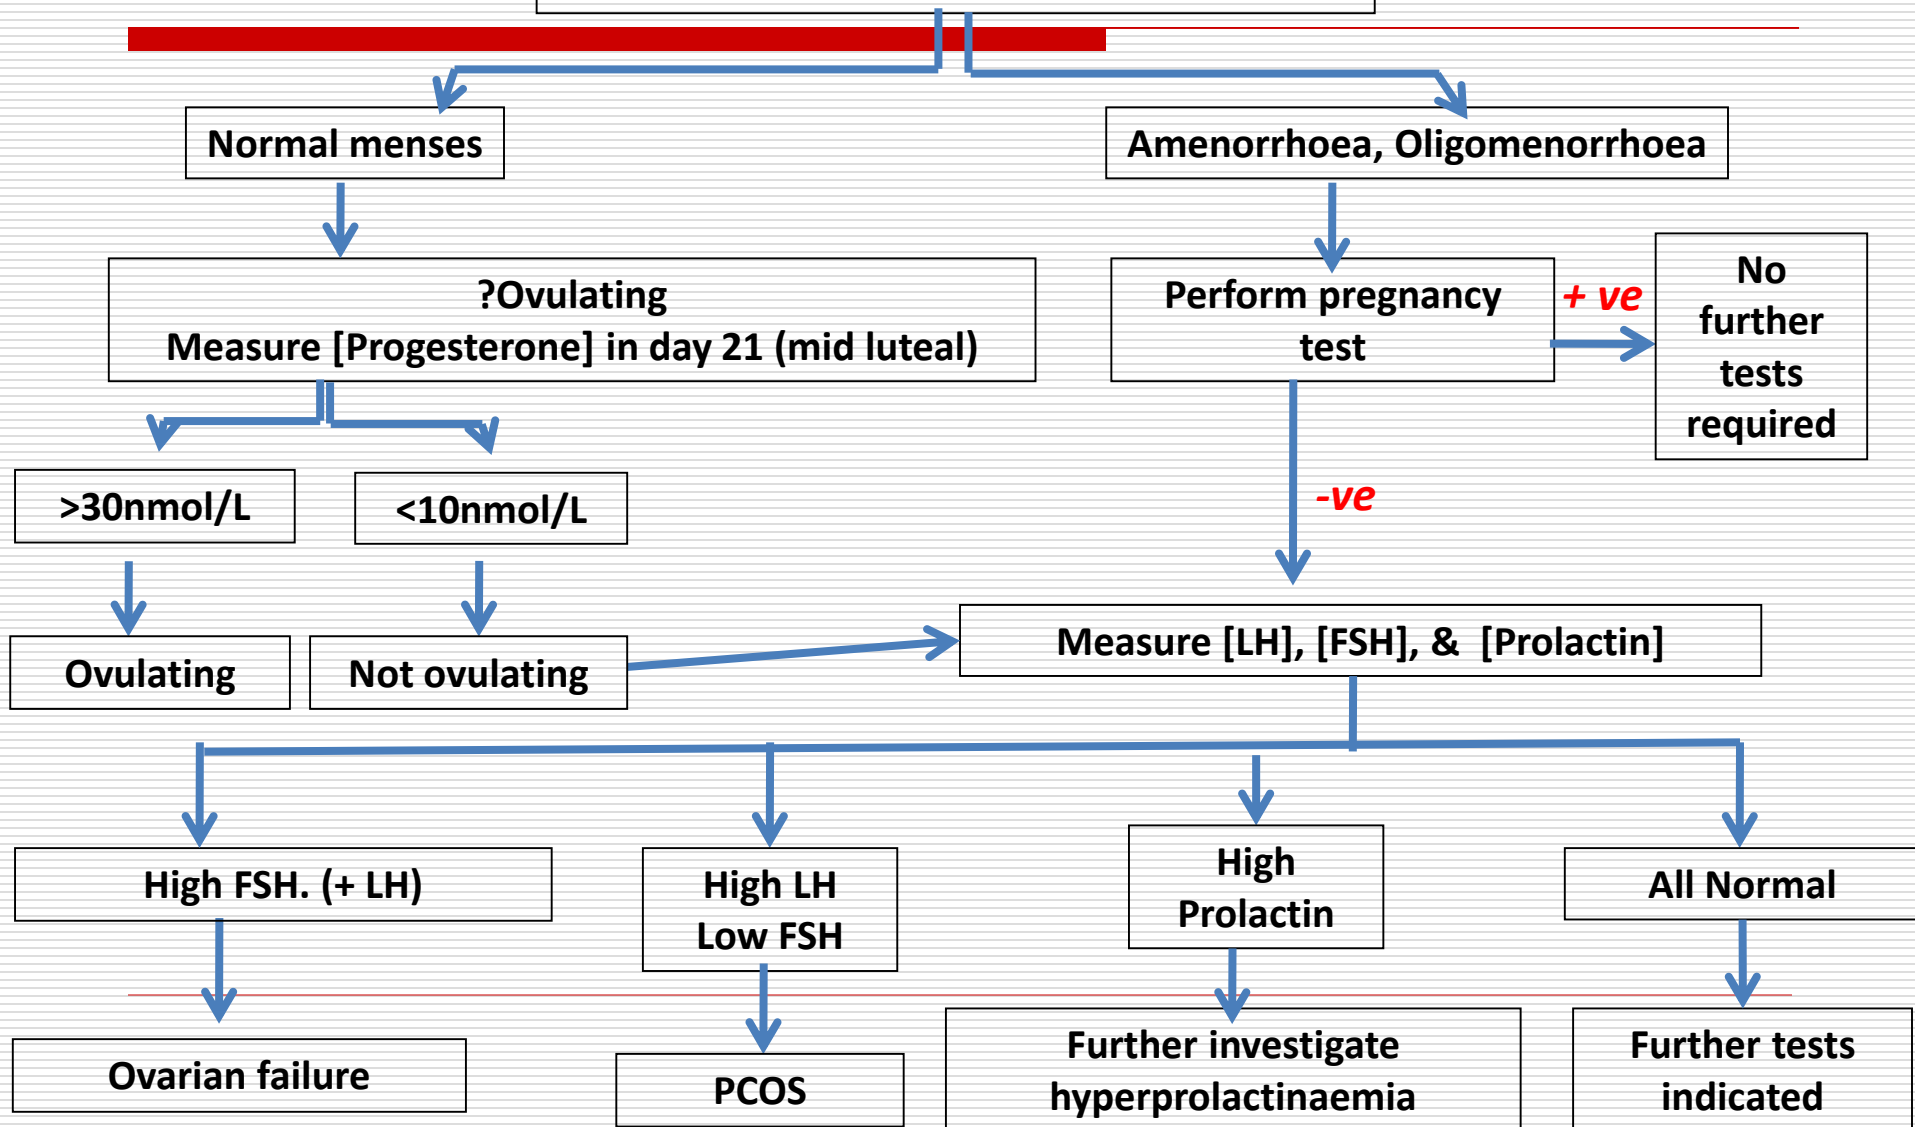 Normal menses
Amenorrhoea, Oligomenorrhoea
?Ovulating
Measure [Progesterone] in day 21 (mid luteal)
Perform pregnancy
test
+ ve
No
further
tests
required
>30nmol/L
<10nmol/L
-ve
Ovulating
Not ovulating
Measure [LH], [FSH], & [Prolactin]
High FSH. (+ LH)
High LH
Low FSH
High
Prolactin
All Normal
Ovarian failure
PCOS
Further investigate
hyperprolactinaemia
Further tests
indicated